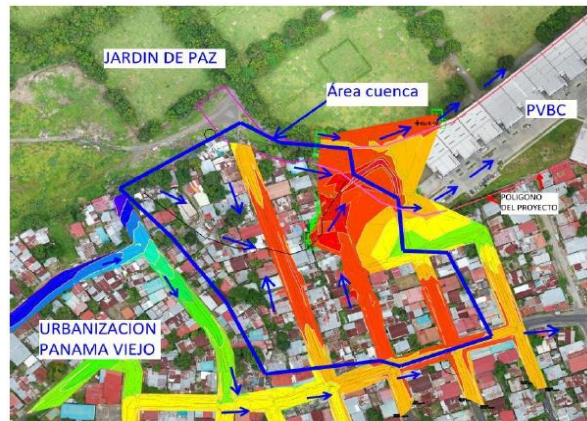 JARDIN DE PAZ
Área cuenca
PVBC
POLIGONO
DEL PROYECTO
URBANIZACION
PANAMA VIEJO